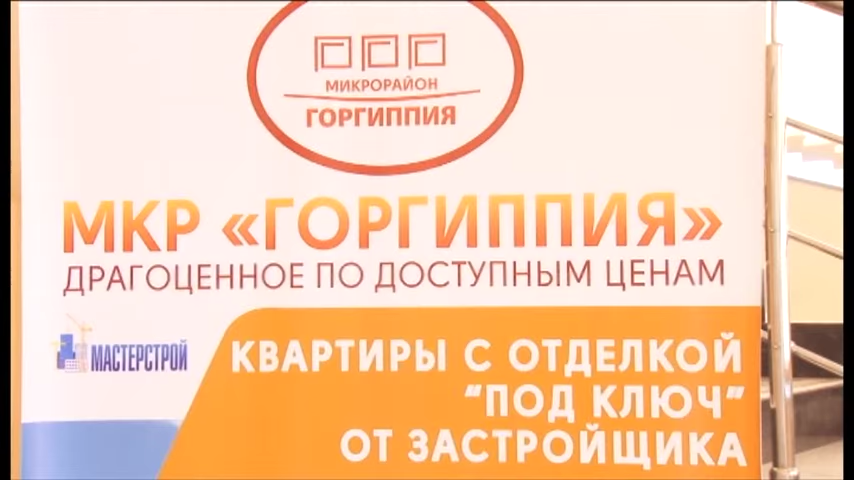 МИКРОРАЙОН
ГОРГИППИЯ
МКР «ГОРГИППИЯ»
ДРАГОЦЕННОЕ ПО ДОСТУПНЫМ ЦЕНАМ
МАСТЕРСТРОЙ
КВАРТИРЫ С ОТДЕЛКОЙ
“ПОД КЛЮЧ”
ОТ ЗАСТРОЙЩИКА